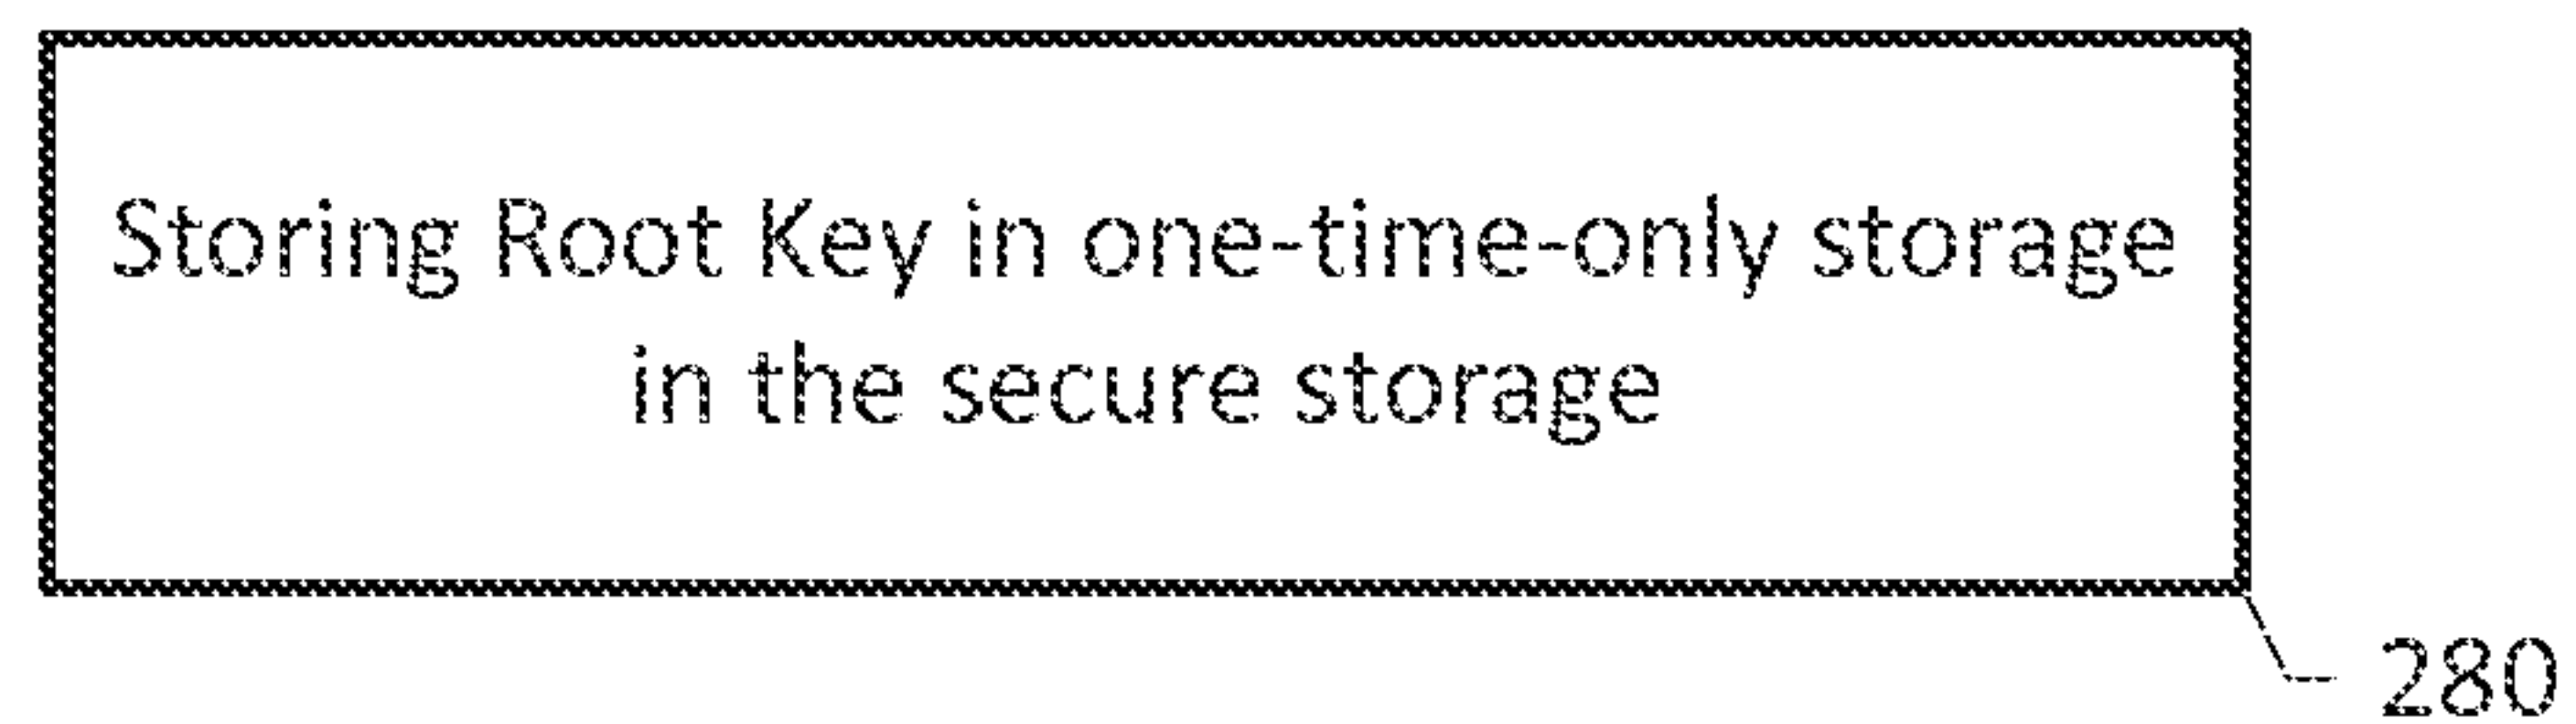 Storing Root Key in one-time-only storage
in the secure storage
280